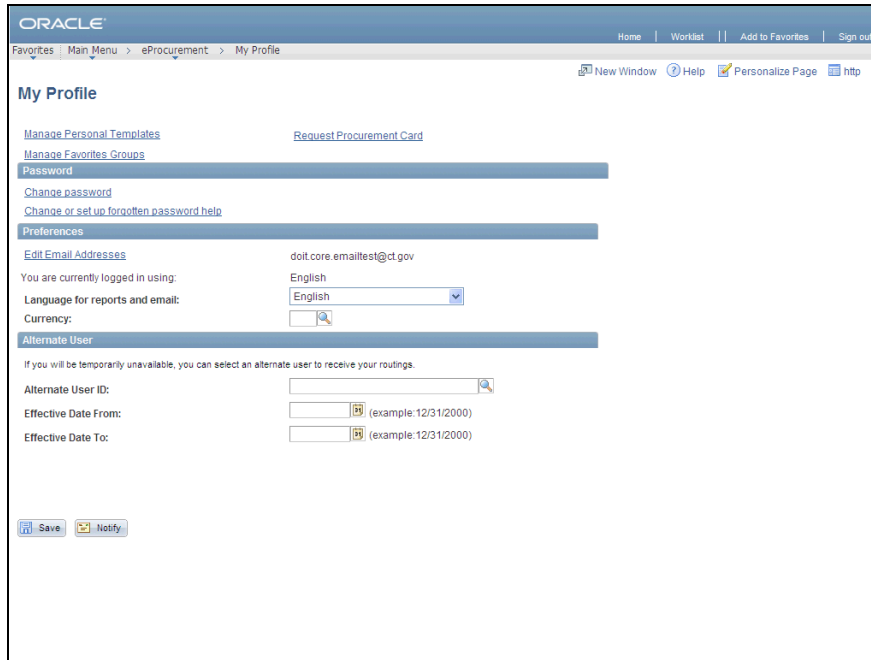 ORACLE
Home | Worklist || Add to Favorites | Sign out
Favorites Main Menu > eProcurement > My Profile
New Window Help Personalize Page http
My Profile
Manage Personal Templates Request Procurement Card
Manage Favorites Groups
Password
Change password
Change or set up forgotten password help
Preferences
Edit Email Addresses doit.core.emailtest@ct.gov
You are currently logged in using: English
Language for reports and email: English
Currency:
Alternate User
If you will be temporarily unavailable, you can select an alternate user to receive your routings.
Alternate User ID:
Effective Date From: (example:12/31/2000)
Effective Date To: (example:12/31/2000)
Save Notify